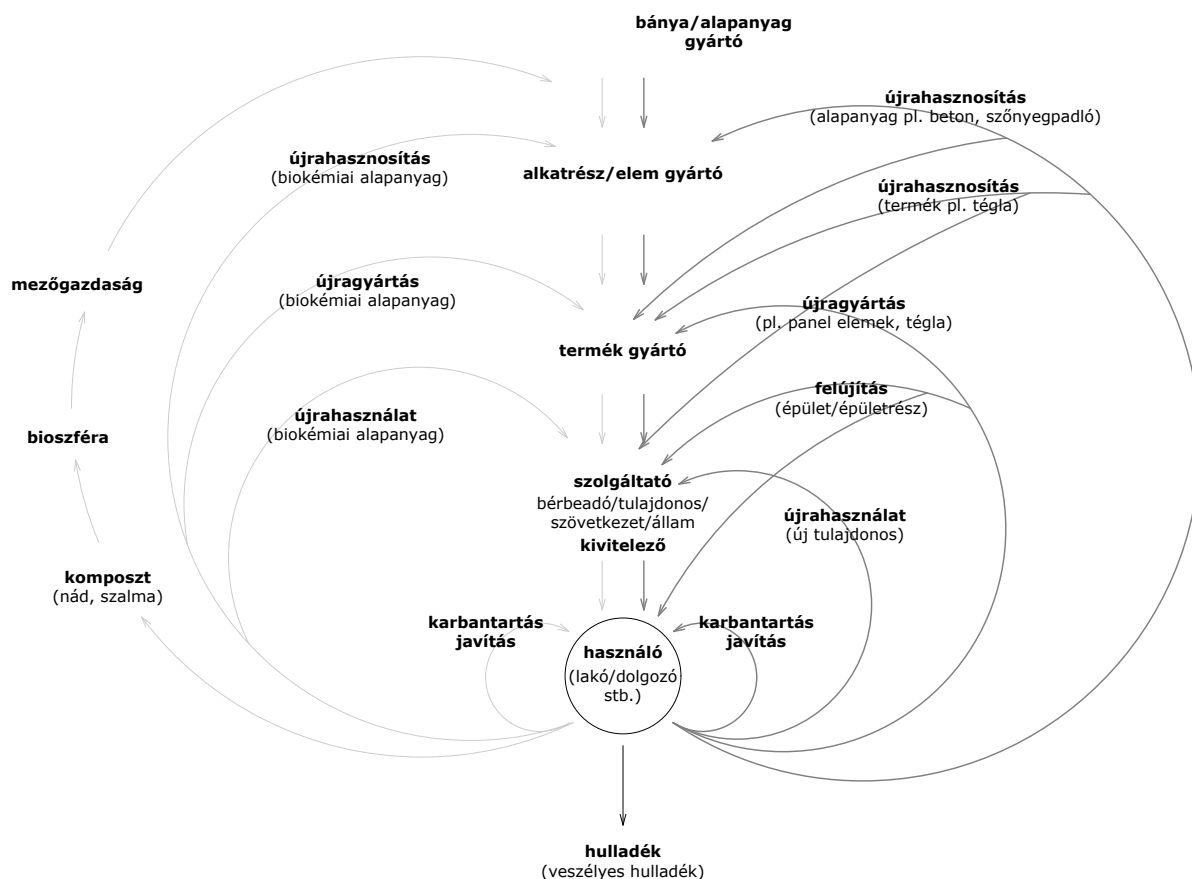 bánya/alapanyag
gyártó
újrahasznosítás
(alapanyag pl. beton, szőnyegpadló)
újrahasznosítás
(biokémiai alapanyag)
alkatrész/elem gyártó
újrahasznosítás
(termék pl. tégla)
mezőgazdaság
újragyártás
(biokémiai alapanyag)
újragyártás
(pl. panel elemek, tégla)
termék gyártó
újrahasználat
(biokémiai alapanyag)
felújítás
(épület/épületrész)
bioszféra
szolgáltató
bérbeadó/tulajdonos/
szövetkezet/állam
kivitelező
újrahasználat
(új tulajdonos)
komposzt
(nád, szalma)
karbantartás
javítás
használó
(lakó/dolgozó
stb.)
karbantartás
javítás
hulladék
(veszélyes hulladék)